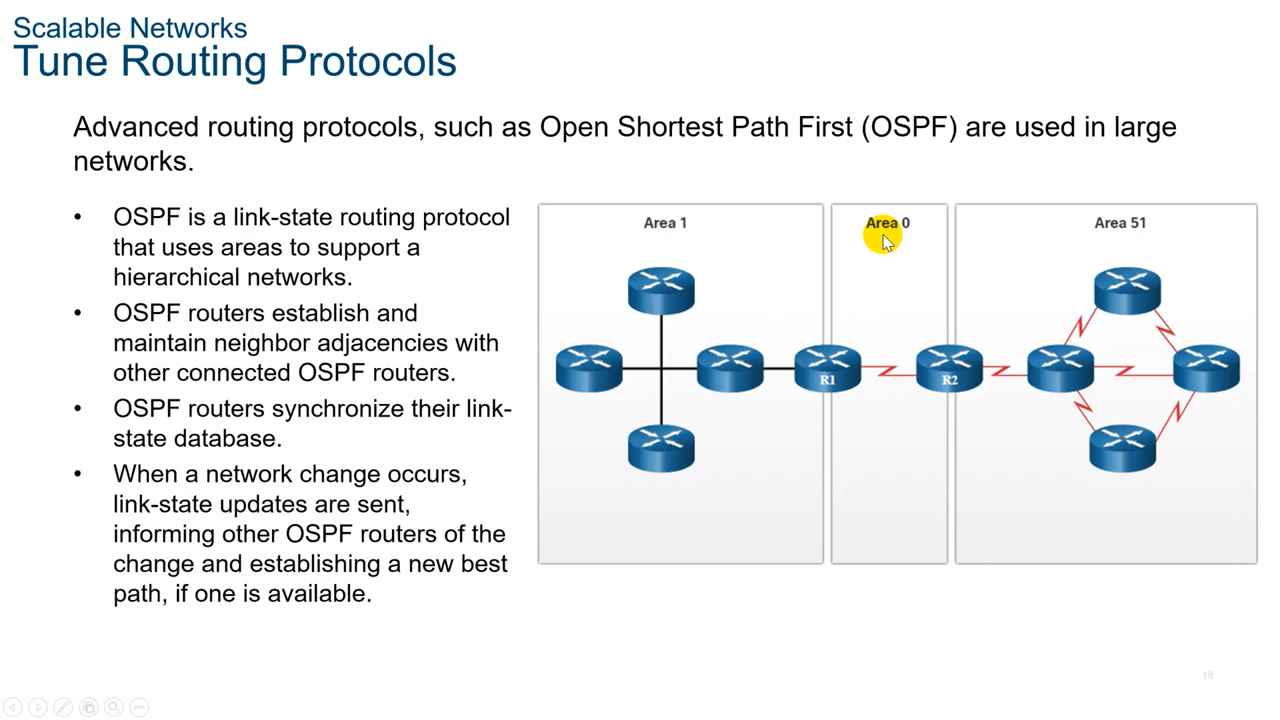 Scalable Networks
Tune Routing Protocols
Advanced routing protocols, such as Open Shortest Path First (OSPF) are used in large
networks.
• OSPF is a link-state routing protocol
that uses areas to support a
hierarchical networks.
• OSPF routers establish and
maintain neighbor adjacencies with
other connected OSPF routers.
• OSPF routers synchronize their link-
state database.
• When a network change occurs,
link-state updates are sent,
informing other OSPF routers of the
change and establishing a new best
path, if one is available.
Area 1
Area 0
Area 51
R1
R2
18